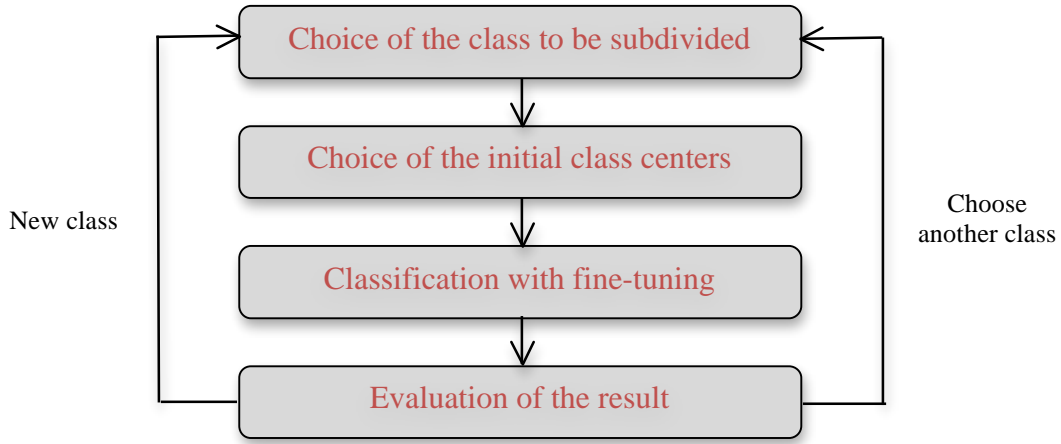 Choice of the class to be subdivided
Choice of the initial class centers
New class
Choose
another class
Classification with fine-tuning
Evaluation of the result